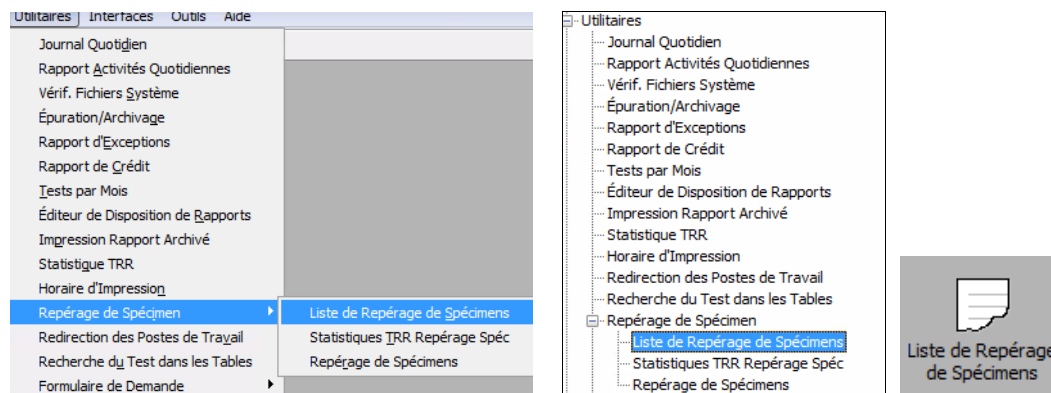 Utilitaires Interfaces Outils Aide
Journal Quotidien
Rapport Activités Quotidiennes
Vérif. Fichiers Système
Épuration/Archivage
Rapport d'Exceptions
Rapport de Crédit
Tests par Mois
Éditeur de Disposition de Rapports
Impression Rapport Archivé
Statistique TRR
Horaire d'Impression
Repérage de Spécimen
Redirection des Postes de Travail
Recherche du Test dans les Tables
Formulaire de Demande
Liste de Repérage de Spécimens
Statistiques TRR Repérage Spéc
Repérage de Spécimens
Utilitaires
Journal Quotidien
Rapport Activités Quotidiennes
Vérif. Fichiers Système
Épuration/Archivage
Rapport d'Exceptions
Rapport de Crédit
Tests par Mois
Éditeur de Disposition de Rapports
Impression Rapport Archivé
Statistique TRR
Horaire d'Impression
Redirection des Postes de Travail
Recherche du Test dans les Tables
Repérage de Spécimen
Liste de Repérage de Spécimens
Statistiques TRR Repérage Spéc
Repérage de Spécimens
Liste de Repérage
de Spécimens